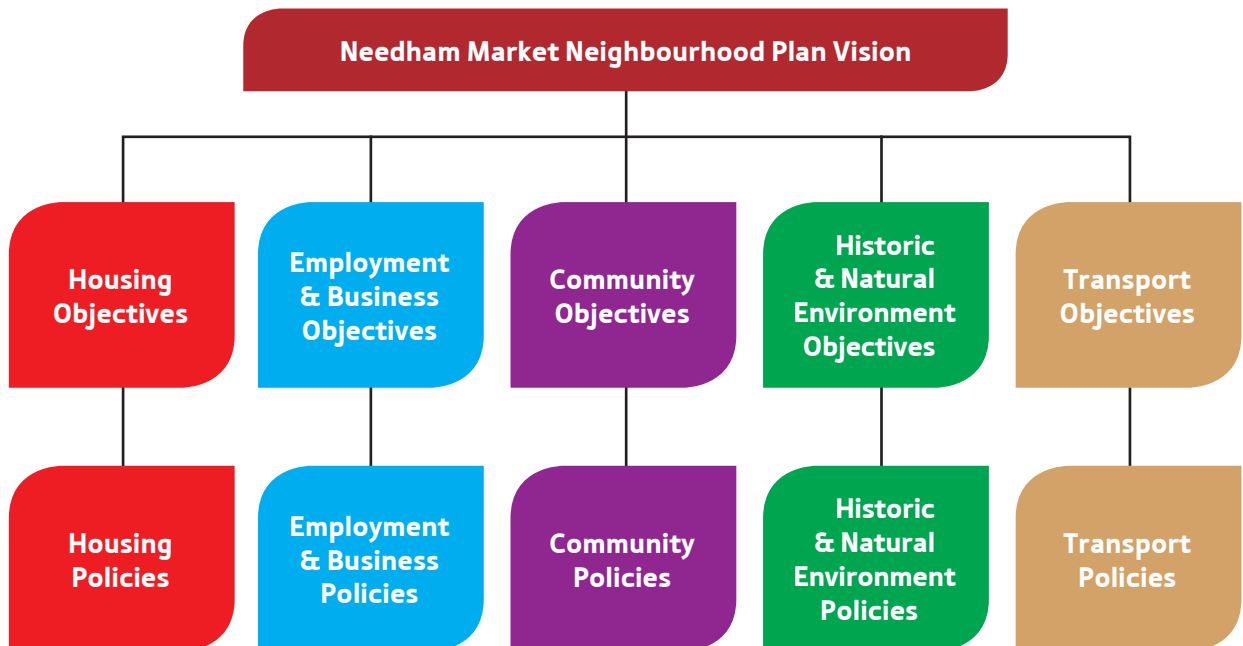 Needham Market Neighbourhood Plan Vision
Housing
Objectives
Employment
& Business
Objectives
Community
Objectives
Historic
& Natural
Environment
Objectives
Transport
Objectives
Housing
Policies
Employment
& Business
Policies
Community
Policies
Historic
& Natural
Environment
Policies
Transport
Policies